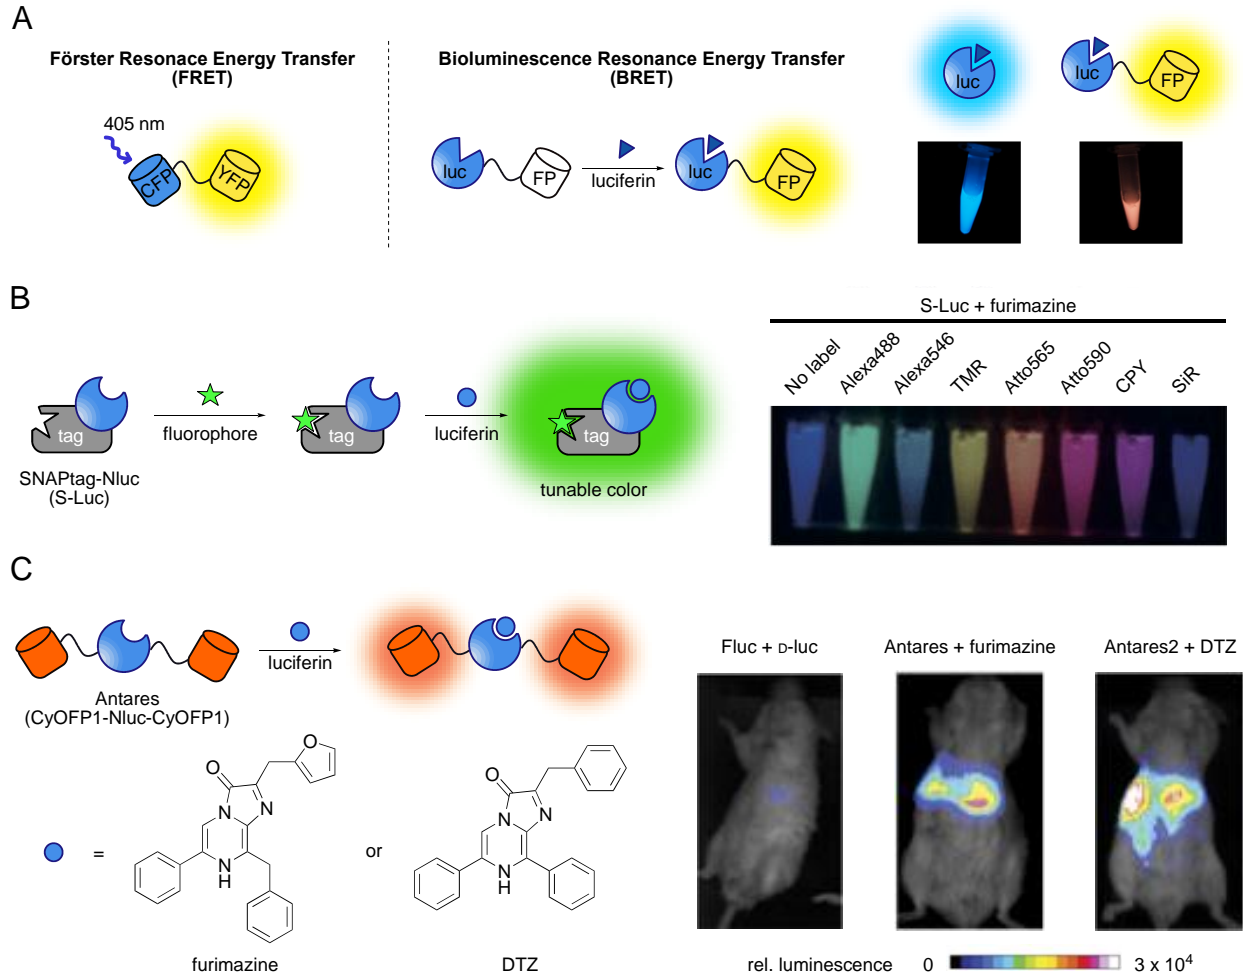 A
Förster Resonace Energy Transfer
(FRET)
405 nm
CFP
YFP
Bioluminescence Resonance Energy Transfer
(BRET)
luc
FP
luciferin
luc
FP
luc
luc
FP
B
tag
SNAPtag-Nluc
(S-Luc)
fluorophore
tag
luciferin
tag
tunable color
S-Luc + furimazine
No label
Alexa488
Alexa546
TMR
Atto565
Atto590
CPY
SiR
C
Antares
(CyOFP1-Nluc-CyOFP1)
luciferin
=
O
O
N
N
N
H
furimazine
or
O
N
N
N
H
DTZ
Fluc + D-luc
Antares + furimazine
Antares2 + DTZ
rel. luminescence 0 3 x 10⁴